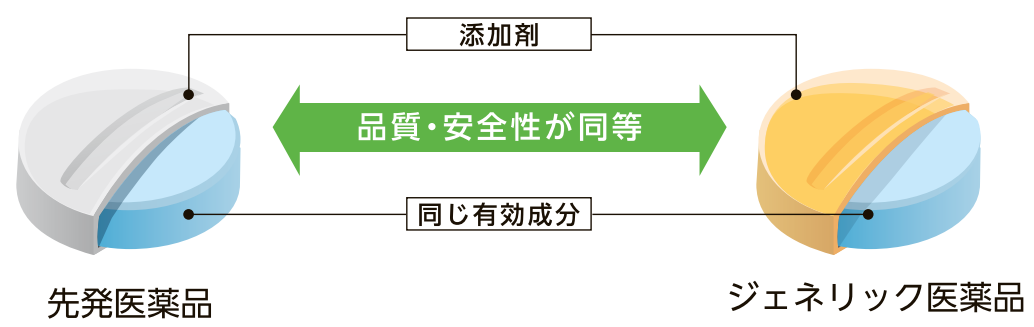 添加剤
品質・安全性が同等
同じ有効成分
先発医薬品
ジェネリック医薬品